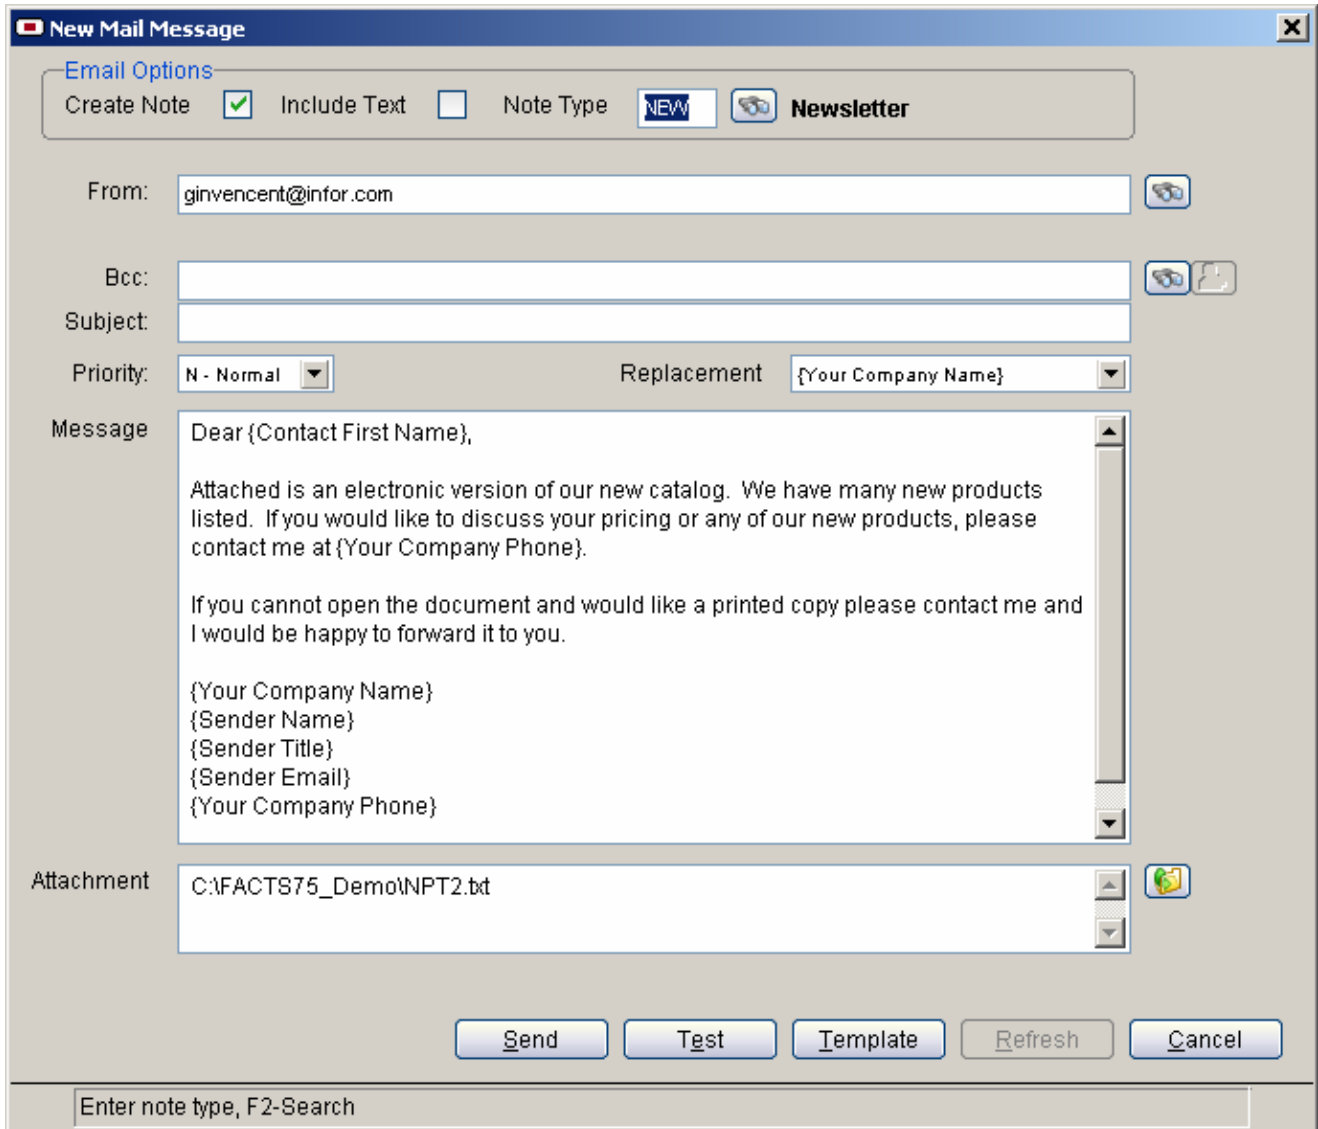 New Mail Message
Email Options
Create Note Include Text Note Type NEW Newsletter
From: ginvencent@infor.com
Bcc:
Subject:
Priority: N - Normal Replacement {Your Company Name}
Message
Dear {Contact First Name},
Attached is an electronic version of our new catalog.  We have many new products
listed.  If you would like to discuss your pricing or any of our new products, please
contact me at {Your Company Phone}.
If you cannot open the document and would like a printed copy please contact me and
I would be happy to forward it to you.
{Your Company Name}
{Sender Name}
{Sender Title}
{Sender Email}
{Your Company Phone}
Attachment C:\FACTS75_Demo\NPT2.txt
Send Test Template Refresh Cancel
Enter note type, F2-Search